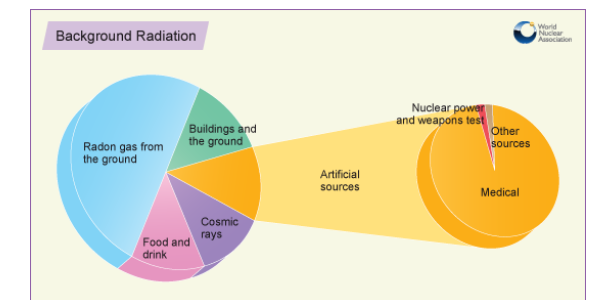 Background Radiation
World
Nuclear
Association
Radon gas from
the ground
Buildings and
the ground
Cosmic
rays
Food and
drink
Artificial
sources
Nuclear power
and weapons test
Other
sources
Medical